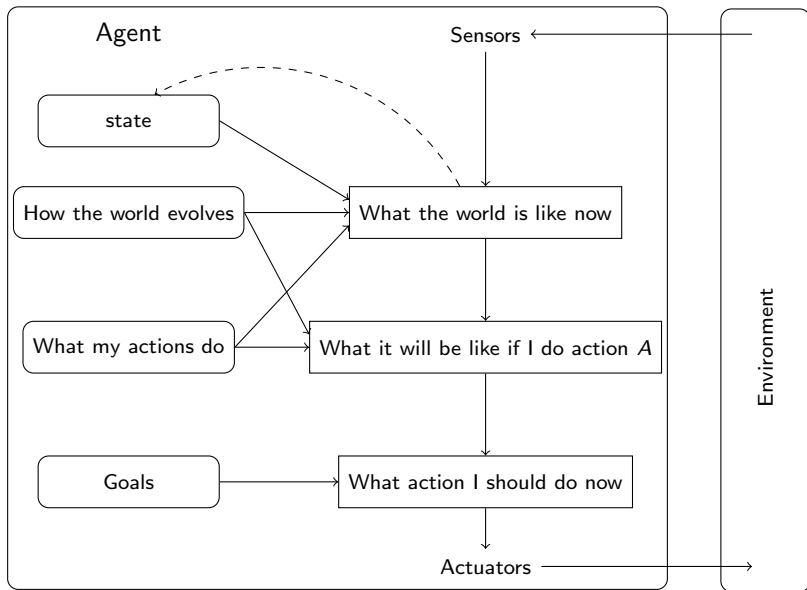 Agent
Sensors
state
How the world evolves
What the world is like now
What my actions do
What it will be like if I do action A
Environment
Goals
What action I should do now
Actuators